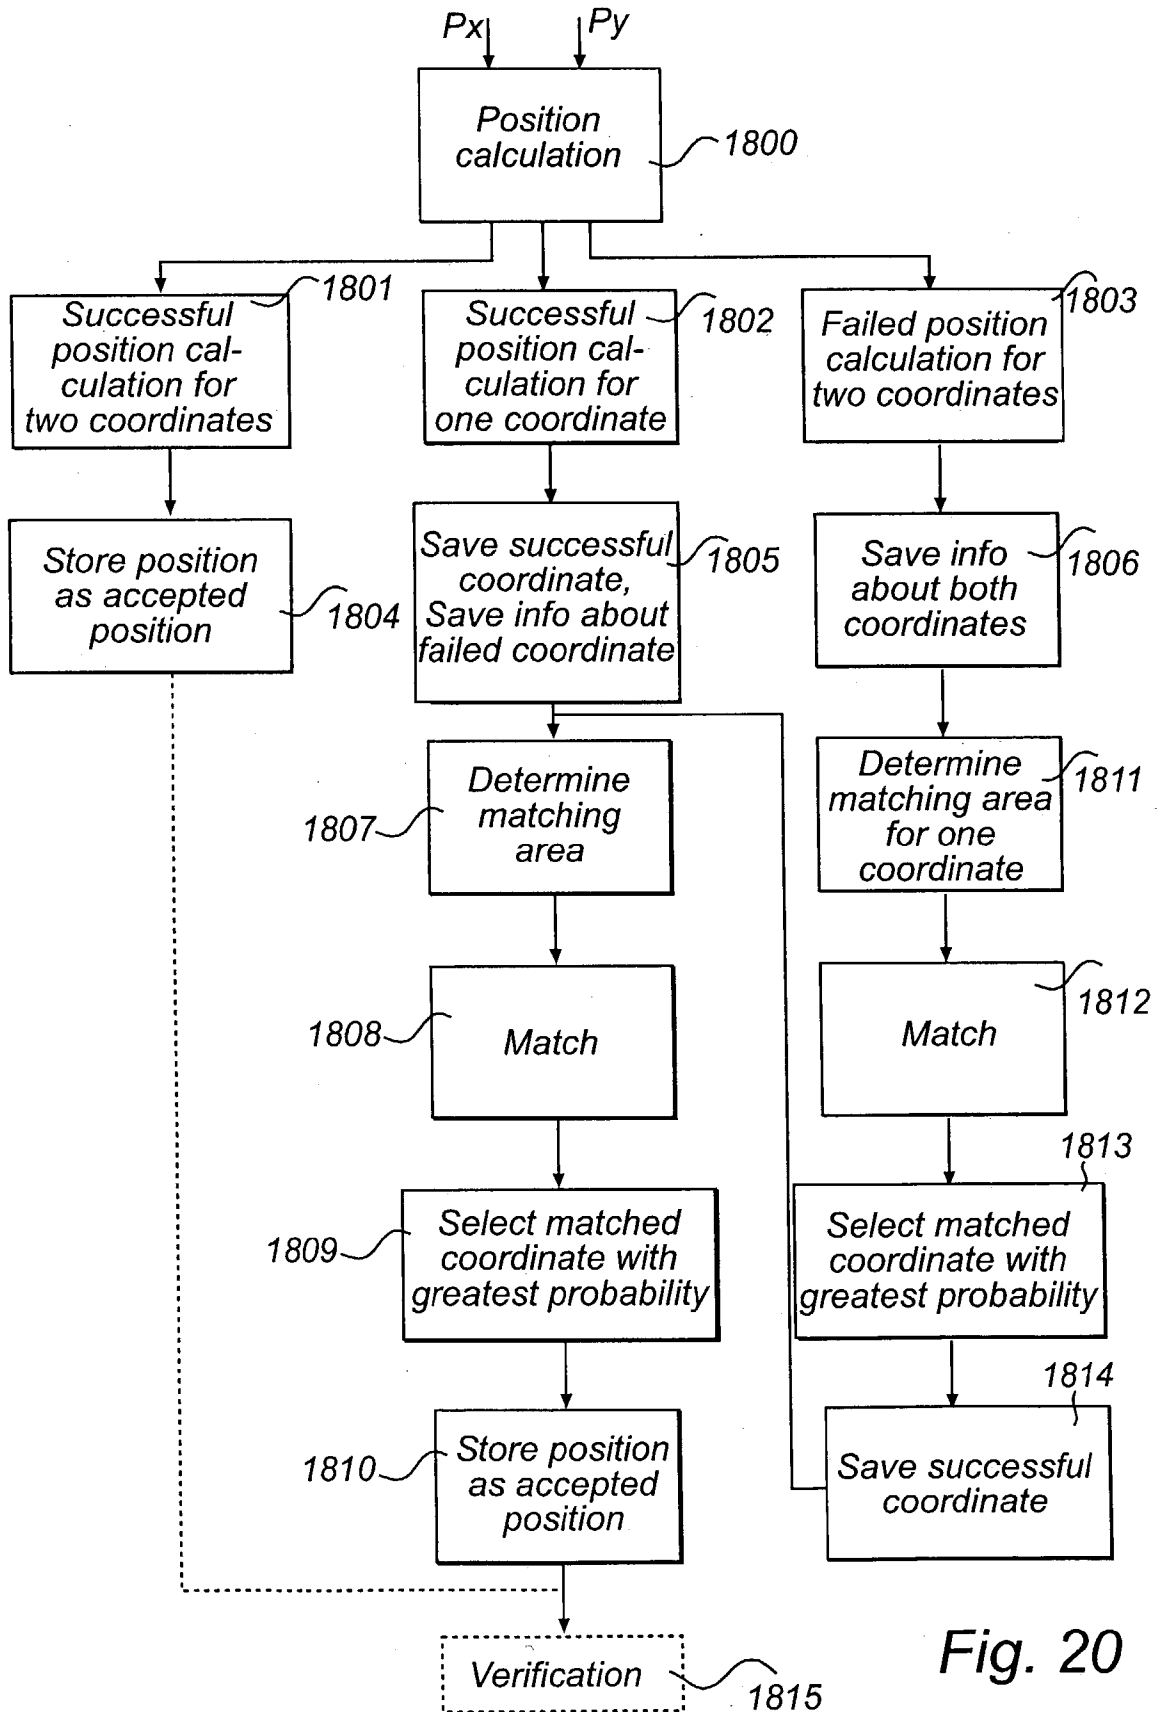 Px
Py
Position
calculation
1800
1801
Successful
position cal-
culation for
two coordinates
1802
Successful
position cal-
culation for
one coordinate
1803
Failed position
calculation for
two coordinates
Store position
as accepted
position
1804
Save successful
coordinate,
Save info about
failed coordinate
1805
Save info
about both
coordinates
1806
Determine
matching
area
1807
Determine
matching area
for one
coordinate
1811
Match
1808
Match
1812
Select matched
coordinate with
greatest probability
1809
1813
Select matched
coordinate with
greatest probability
Store position
as accepted
position
1810
1814
Save successful
coordinate
Verification
1815
Fig. 20